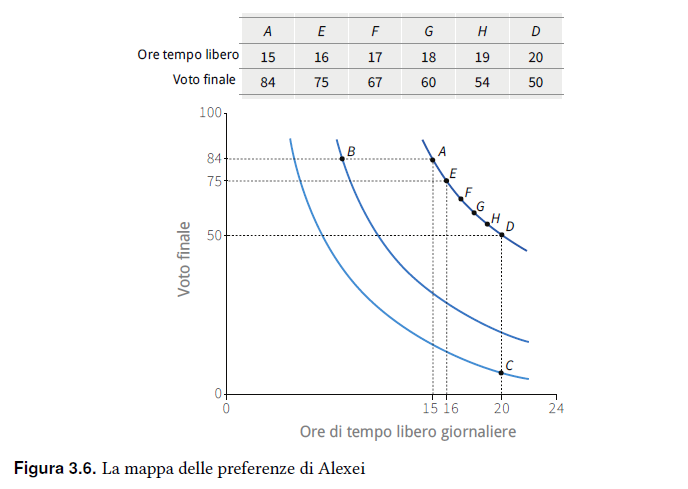 A E F G H D
Ore tempo libero 15 16 17 18 19 20
Voto finale 84 75 67 60 54 50
100
84
75
50
0
Voto finale
B
A
E
F
G
H
D
C
0 15 16 20 24
Ore di tempo libero giornaliere
Figura 3.6. La mappa delle preferenze di Alexei